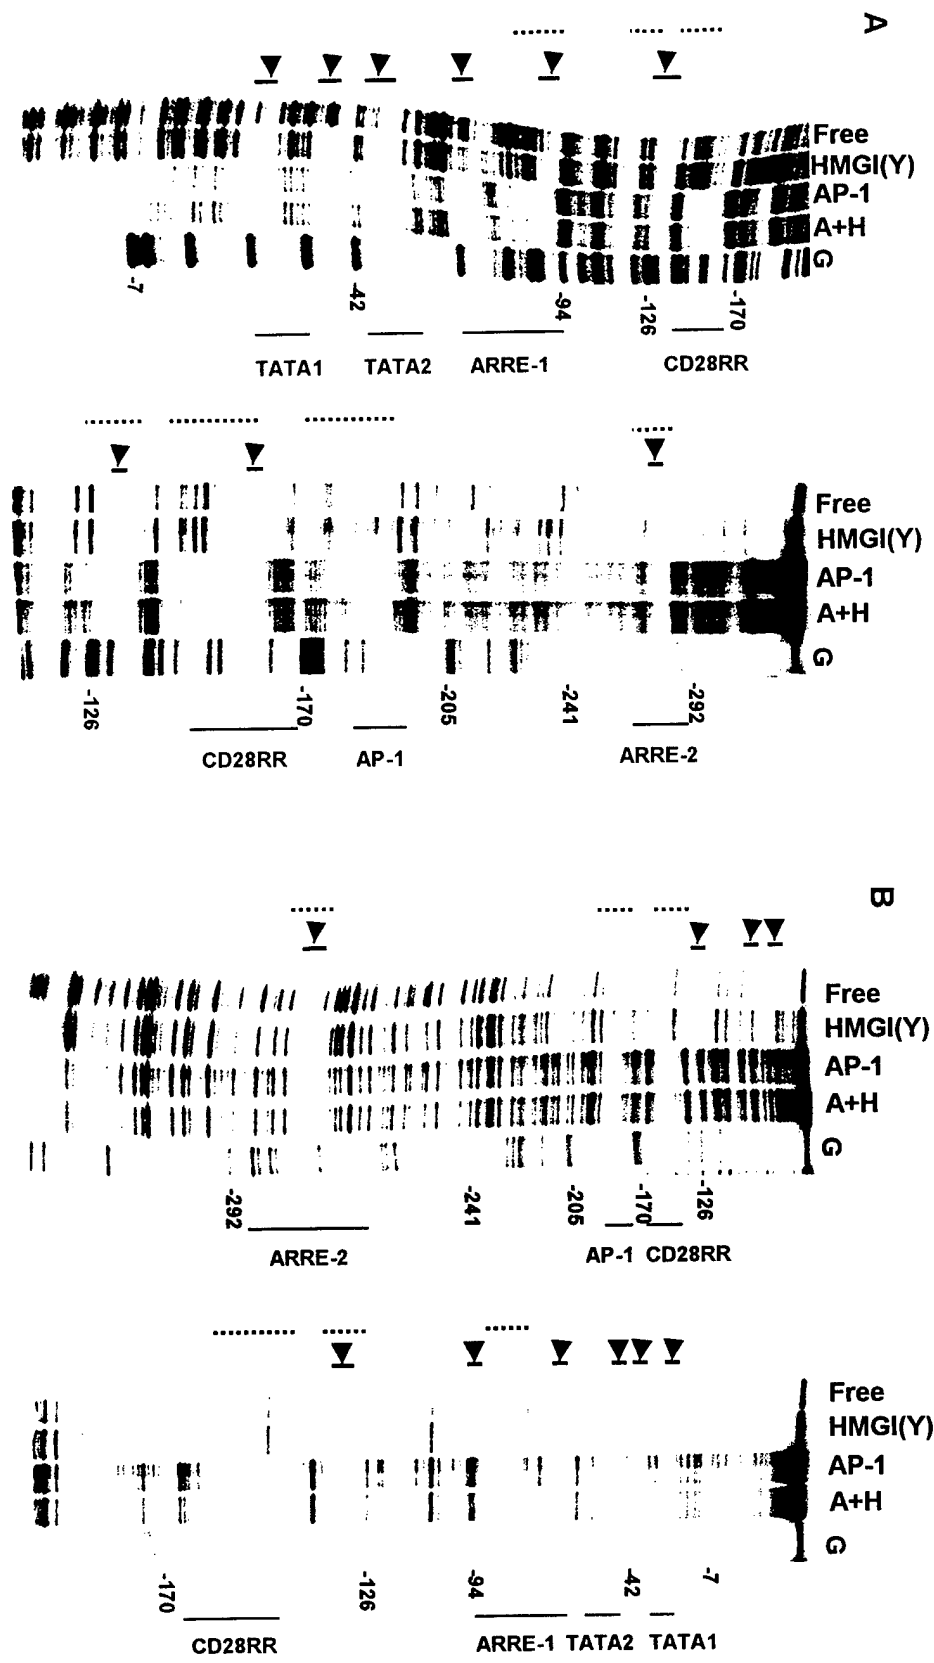 A
Free
HMGI(Y)
AP-1
A+H
G
-7
-42
-94
-126
-170
TATA1
TATA2
ARRE-1
CD28RR
Free
HMGI(Y)
AP-1
A+H
G
-126
-170
-205
-241
-292
CD28RR
AP-1
ARRE-2
B
Free
HMGI(Y)
AP-1
A+H
G
-292
-241
-205
-170
-126
ARRE-2
AP-1
CD28RR
Free
HMGI(Y)
AP-1
A+H
G
-170
-126
-94
-42
-7
CD28RR
ARRE-1
TATA2
TATA1